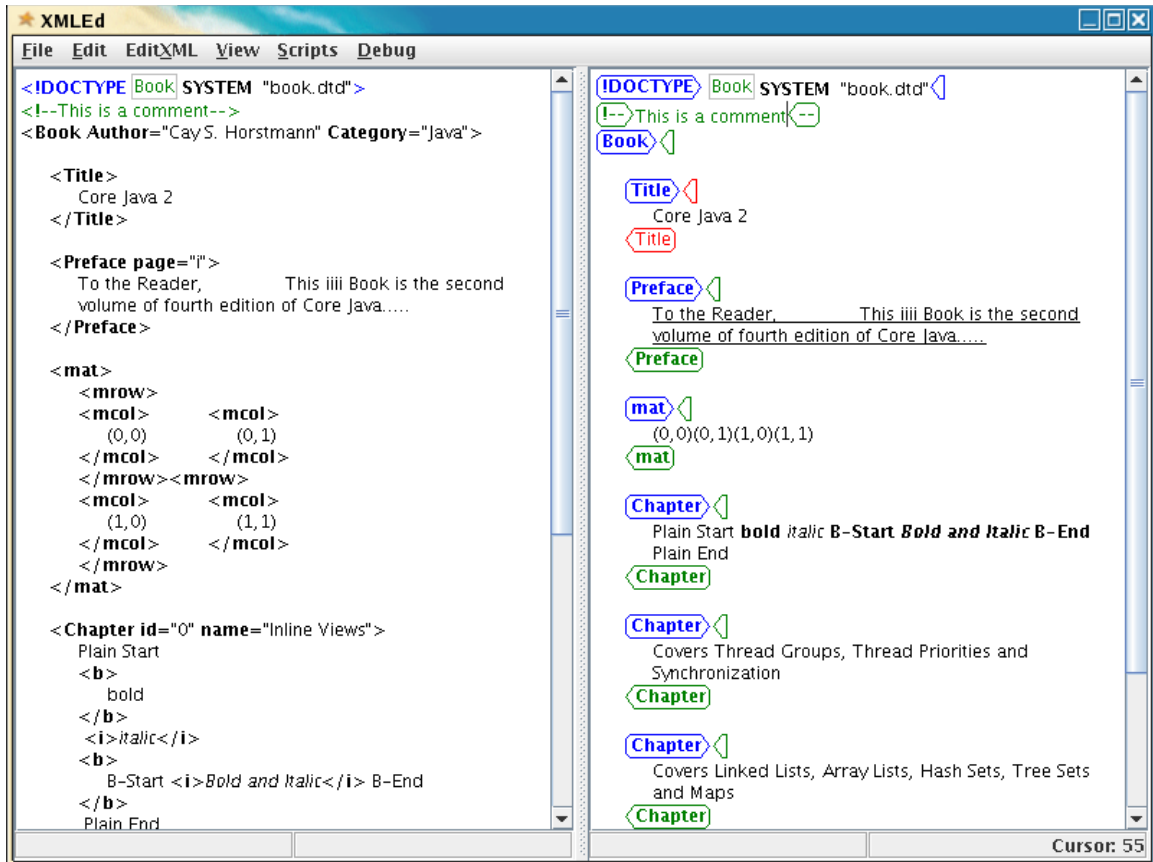 XMLEd
File Edit EditXML View Scripts Debug
<!DOCTYPE Book SYSTEM "book.dtd">
<!--This is a comment-->
<Book Author="Cay S. Horstmann" Category="Java">
<Title>
Core Java 2
</Title>
<Preface page="i">
To the Reader, This iiii Book is the second
volume of fourth edition of Core Java.....
</Preface>
<mat>
<mrow>
<mcol> <mcol>
(0,0) (0,1)
</mcol> </mcol>
</mrow><mrow>
<mcol> <mcol>
(1,0) (1,1)
</mcol> </mcol>
</mrow>
</mat>
<Chapter id="0" name="Inline Views">
Plain Start
<b>
bold
</b>
<i>italic</i>
<b>
B-Start <i>Bold and Italic</i> B-End
</b>
Plain End
!DOCTYPE Book SYSTEM "book.dtd"
!-- This is a comment --
Book
Title
Core Java 2
Title
Preface
To the Reader, This iiii Book is the second
volume of fourth edition of Core Java.....
Preface
mat
(0,0)(0,1)(1,0)(1,1)
mat
Chapter
Plain Start bold italic B-Start Bold and Italic B-End
Plain End
Chapter
Chapter
Covers Thread Groups, Thread Priorities and
Synchronization
Chapter
Chapter
Covers Linked Lists, Array Lists, Hash Sets, Tree Sets
and Maps
Chapter
Cursor: 55